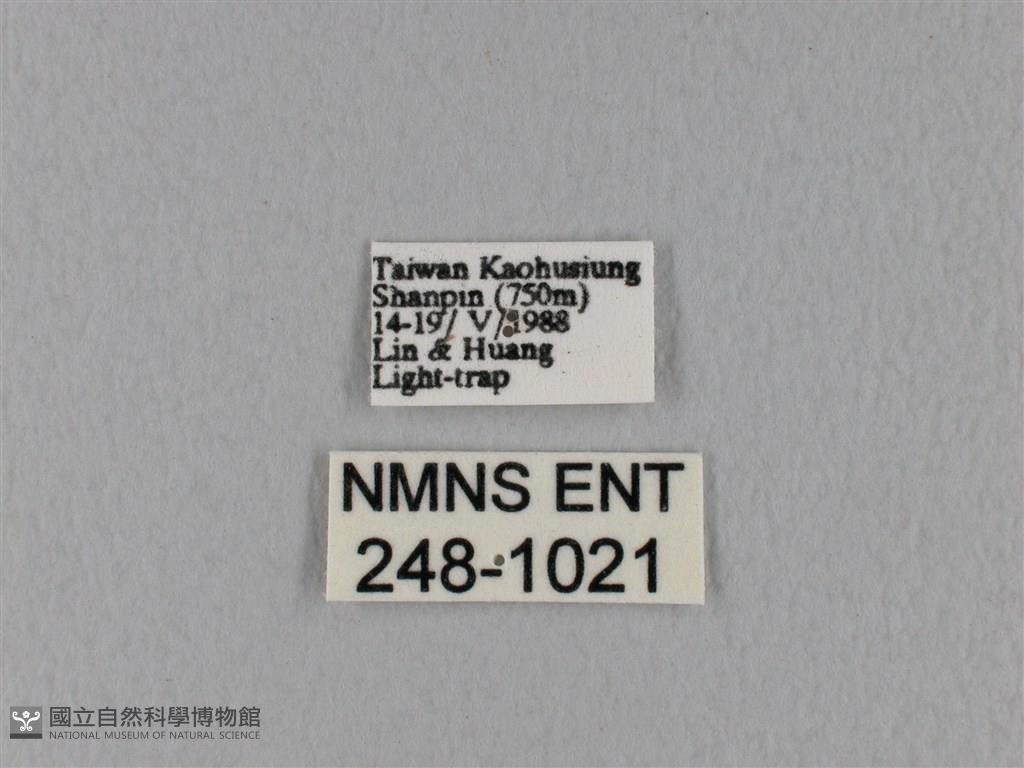 Taiwan Kaohusiung
Shanpin (750m)
14-19/ V/1988
Lin & Huang
Light-trap
NMNS ENT
248-1021
國立自然科學博物館
NATIONAL MUSEUM OF NATURAL SCIENCE